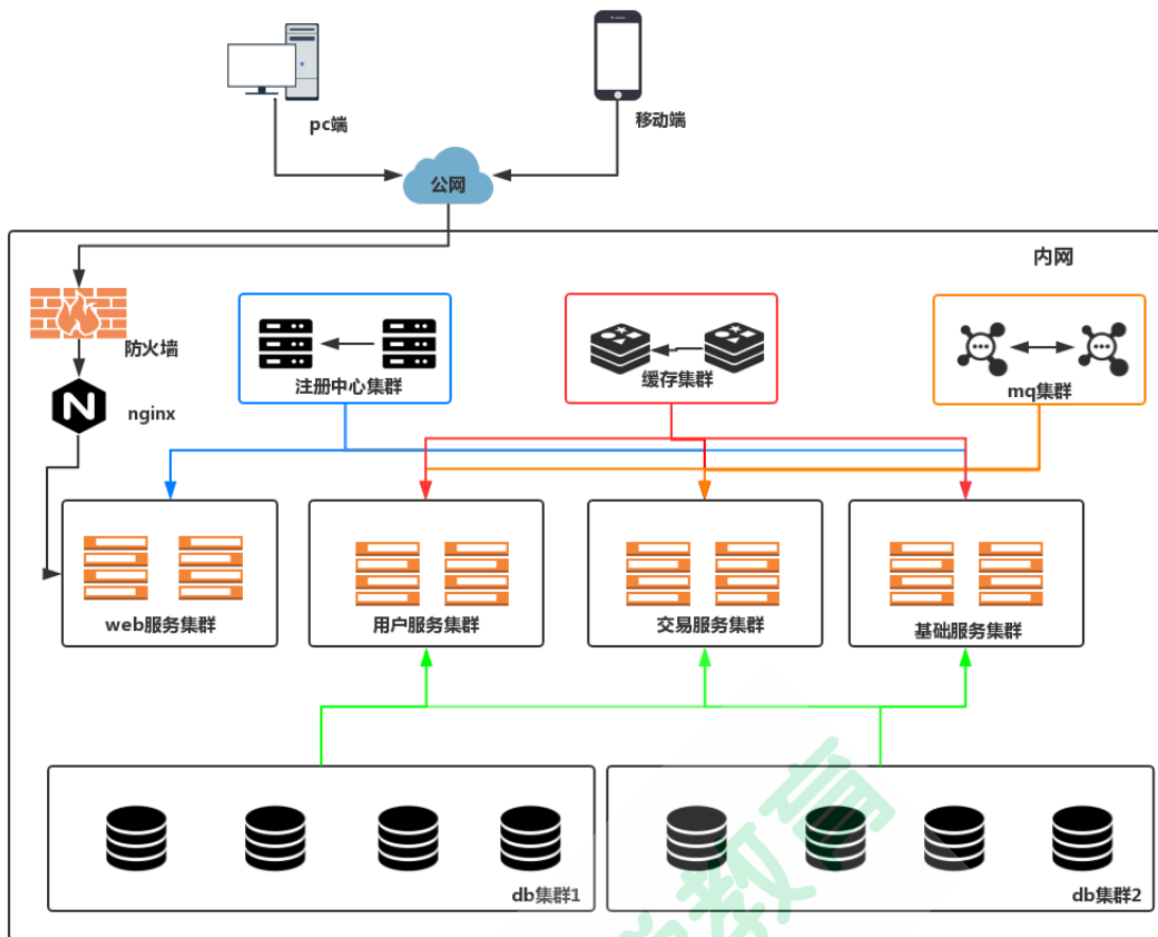 pc端
移动端
公网
内网
防火墙
注册中心集群
缓存集群
mq集群
nginx
web服务集群
用户服务集群
交易服务集群
基础服务集群
db集群1
db集群2
教育